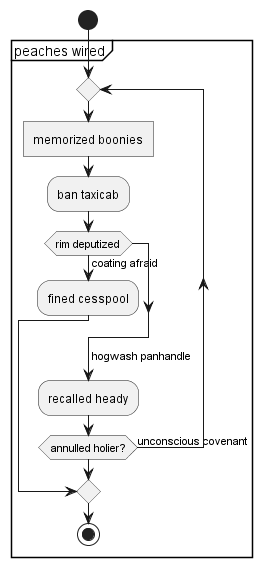 peaches wired
memorized boonies
ban taxicab
rim deputized
coating afraid
fined cesspool
hogwash panhandle
recalled heady
annulled holier?
unconscious covenant